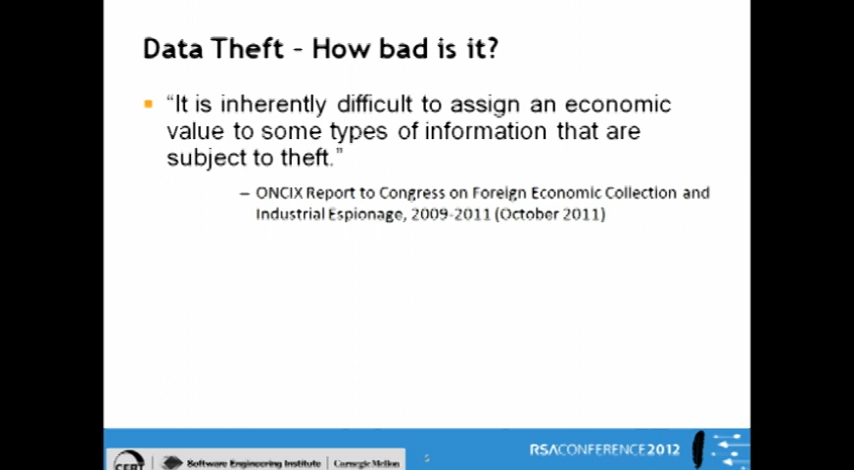 Data Theft – How bad is it?
“It is inherently difficult to assign an economic
value to some types of information that are
subject to theft.”
– ONCIX Report to Congress on Foreign Economic Collection and
Industrial Espionage, 2009-2011 (October 2011)
RSACONFERENCE2012
CERT
Software Engineering Institute
Carnegie Mellon
5